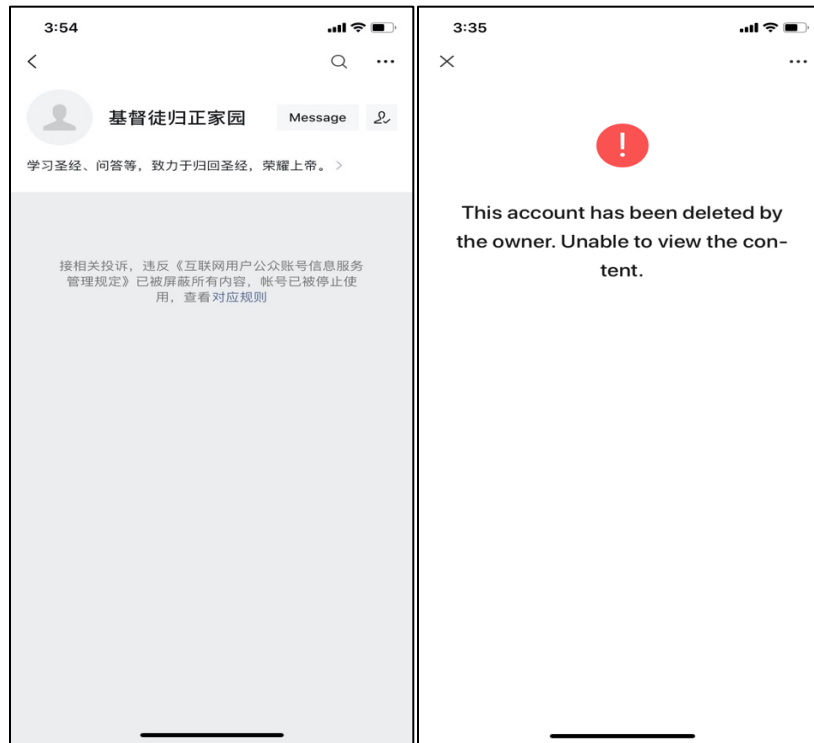 3:54
基督徒归正家园
Message
学习圣经、问答等，致力于归回圣经，荣耀上帝。
接相关投诉，违反《互联网用户公众账号信息服务
管理规定》已被屏蔽所有内容，帐号已被停止使
用，查看对应规则
3:35
This account has been deleted by
the owner. Unable to view the con-
tent.